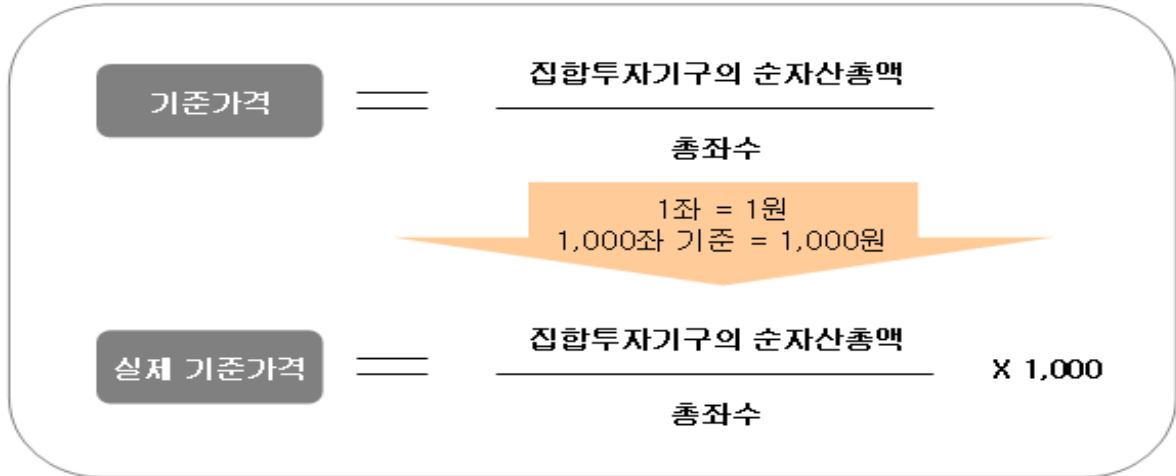 집합투자기구의 순자산총액
기준가격
총좌수
1좌 = 1원
1,000좌 기준 = 1,000원
집합투자기구의 순자산총액
실제 기준가격
X 1,000
총좌수